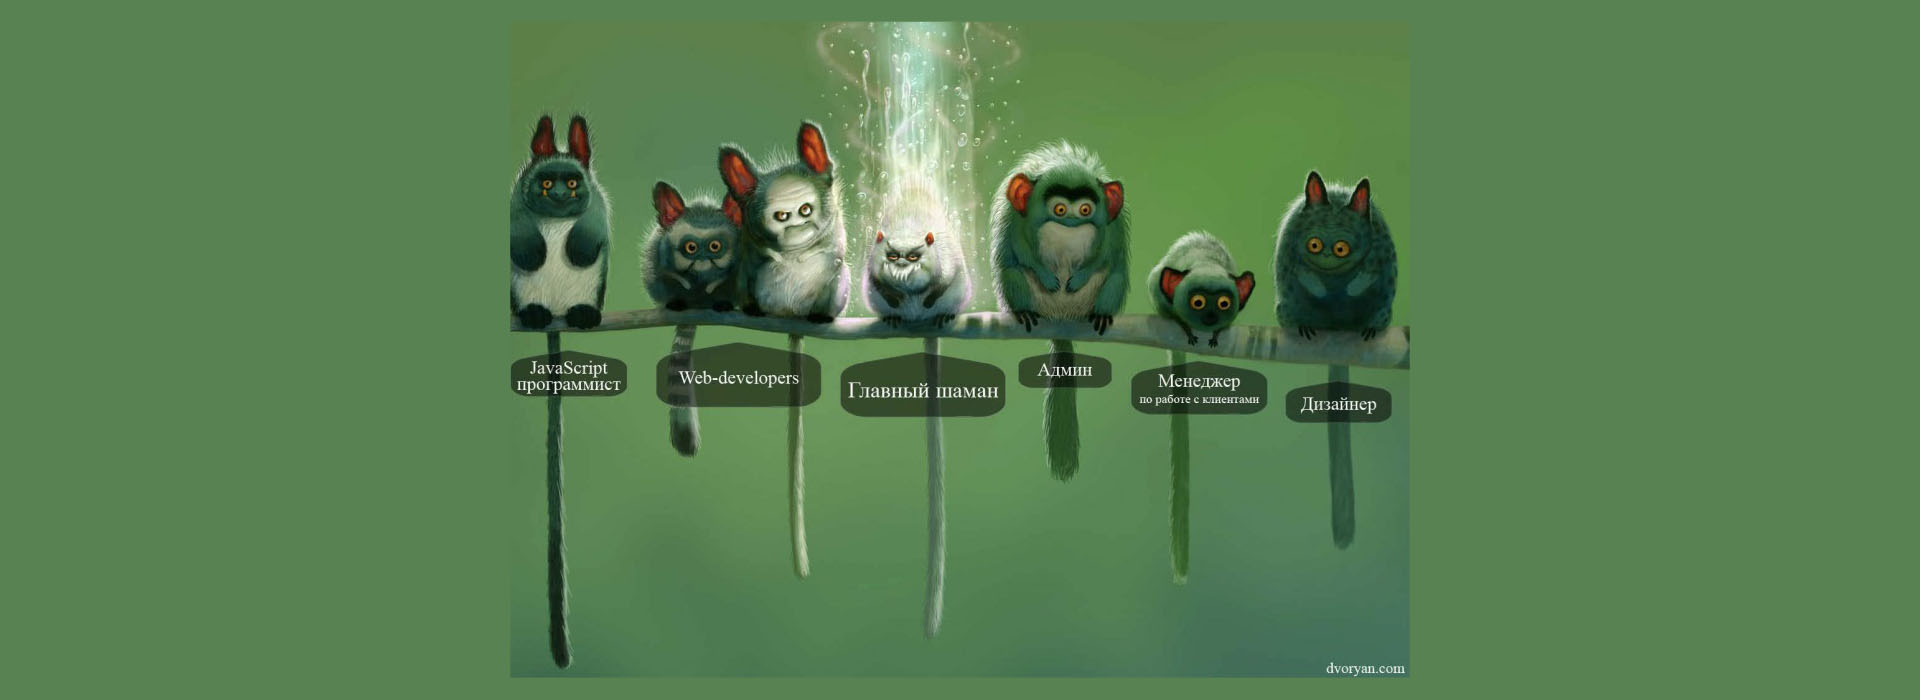 JavaScript
программист
Web-developers
Главный шаман
Админ
Менеджер
по работе с клиентами
Дизайнер
dvoryan.com